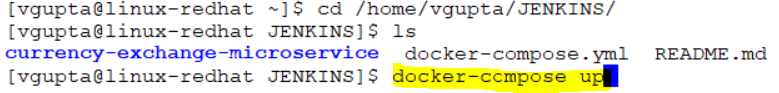 [vgupta@linux-redhat ~]$ cd /home/vgupta/JENKINS/
[vgupta@linux-redhat JENKINS]$ ls
currency-exchange-microservice  docker-compose.yml  README.md
[vgupta@linux-redhat JENKINS]$ docker-compose up